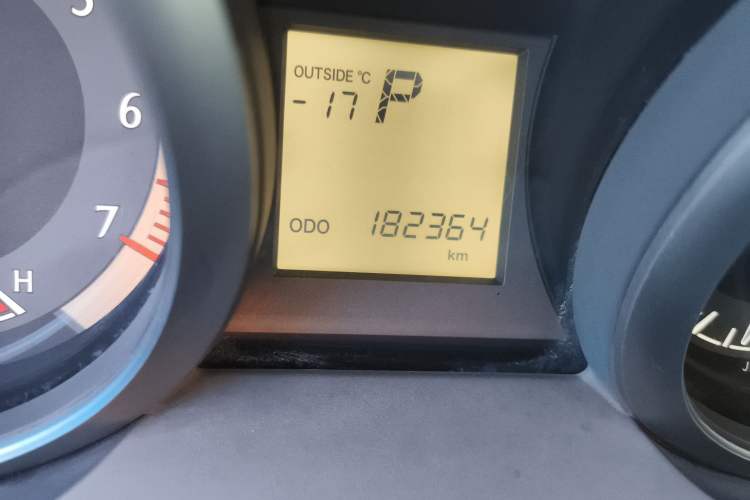 5
6
7
H
OUTSIDE °C
-17 P
ODO 182364
km